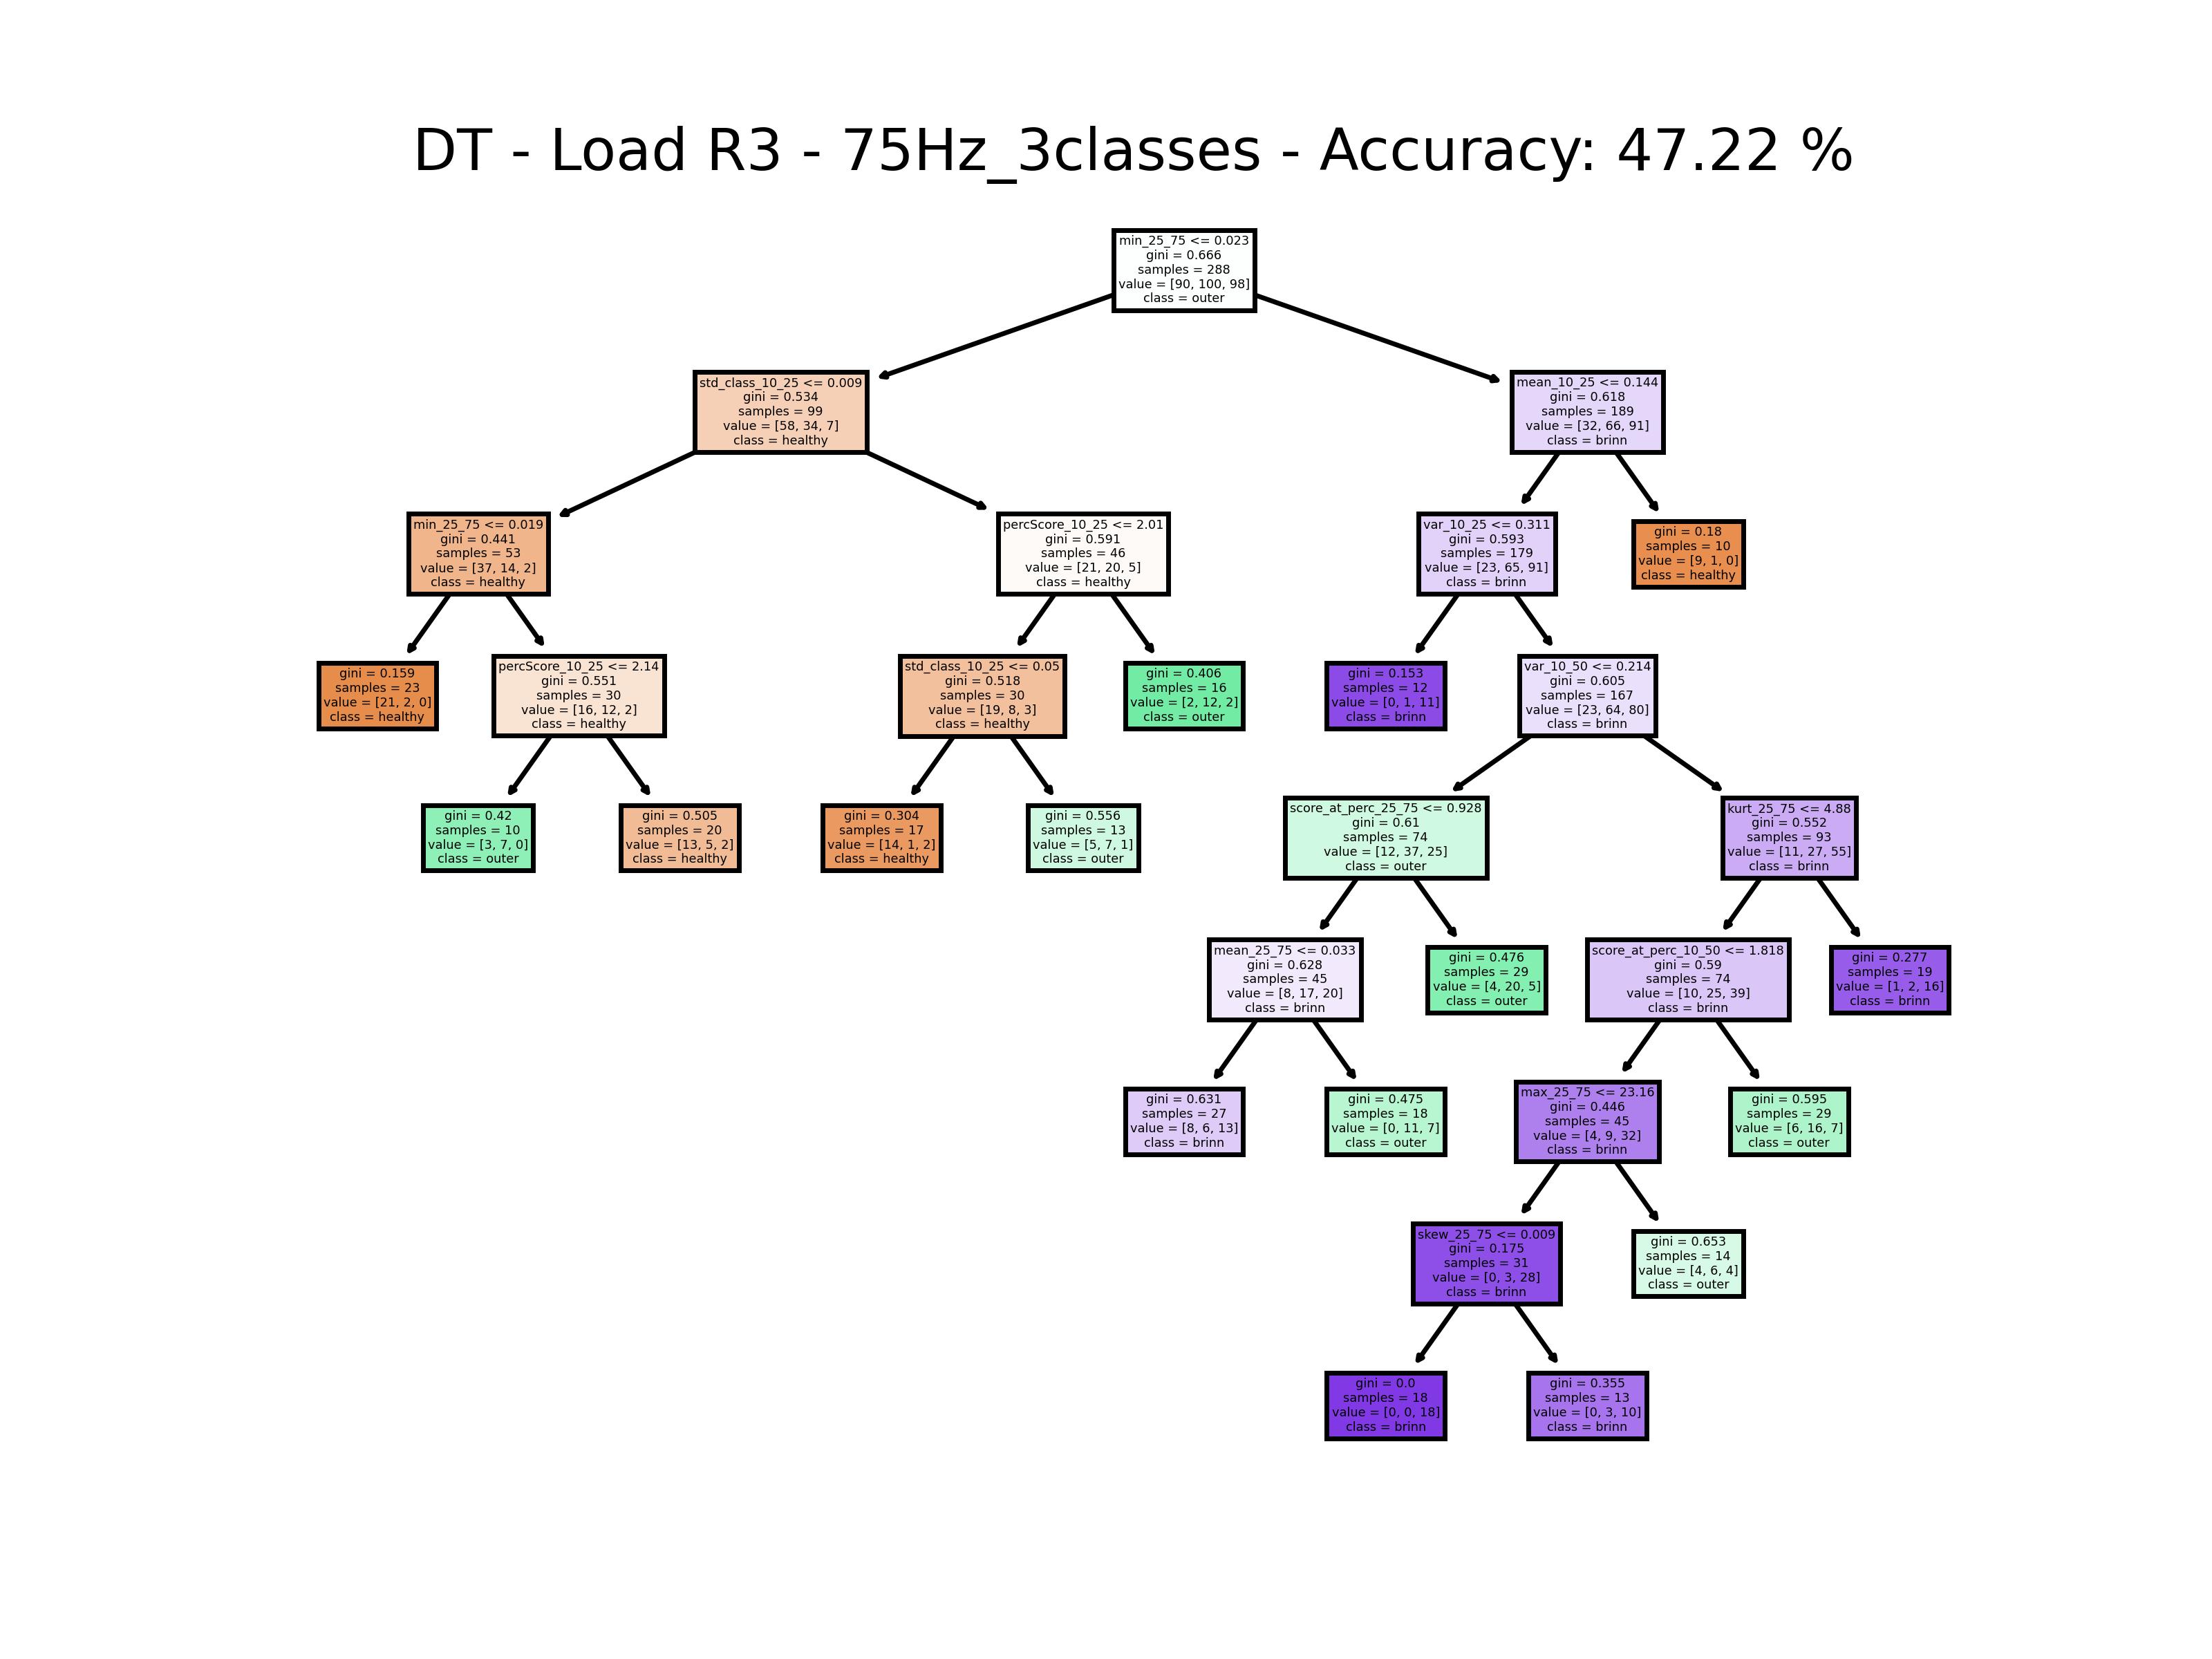 DT - Load R3 - 75Hz_3classes - Accuracy: 47.22 %
min_25_75 <= 0.023
gini = 0.666
samples = 288
value = [90, 100, 98]
class = outer
std_class_10_25 <= 0.009
gini = 0.534
samples = 99
value = [58, 34, 7]
class = healthy
mean_10_25 <= 0.144
gini = 0.618
samples = 189
value = [32, 66, 91]
class = brinn
min_25_75 <= 0.019
gini = 0.441
samples = 53
value = [37, 14, 2]
class = healthy
percScore_10_25 <= 2.01
gini = 0.591
samples = 46
value = [21, 20, 5]
class = healthy
var_10_25 <= 0.311
gini = 0.593
samples = 179
value = [23, 65, 91]
class = brinn
gini = 0.18
samples = 10
value = [9, 1, 0]
class = healthy
gini = 0.159
samples = 23
value = [21, 2, 0]
class = healthy
percScore_10_25 <= 2.14
gini = 0.551
samples = 30
value = [16, 12, 2]
class = healthy
std_class_10_25 <= 0.05
gini = 0.518
samples = 30
value = [19, 8, 3]
class = healthy
gini = 0.406
samples = 16
value = [2, 12, 2]
class = outer
gini = 0.153
samples = 12
value = [0, 1, 11]
class = brinn
var_10_50 <= 0.214
gini = 0.605
samples = 167
value = [23, 64, 80]
class = brinn
gini = 0.42
samples = 10
value = [3, 7, 0]
class = outer
gini = 0.505
samples = 20
value = [13, 5, 2]
class = healthy
gini = 0.304
samples = 17
value = [14, 1, 2]
class = healthy
gini = 0.556
samples = 13
value = [5, 7, 1]
class = outer
score_at_perc_25_75 <= 0.928
gini = 0.61
samples = 74
value = [12, 37, 25]
class = outer
kurt_25_75 <= 4.88
gini = 0.552
samples = 93
value = [11, 27, 55]
class = brinn
mean_25_75 <= 0.033
gini = 0.628
samples = 45
value = [8, 17, 20]
class = brinn
gini = 0.476
samples = 29
value = [4, 20, 5]
class = outer
score_at_perc_10_50 <= 1.818
gini = 0.59
samples = 74
value = [10, 25, 39]
class = brinn
gini = 0.277
samples = 19
value = [1, 2, 16]
class = brinn
gini = 0.631
samples = 27
value = [8, 6, 13]
class = brinn
gini = 0.475
samples = 18
value = [0, 11, 7]
class = outer
max_25_75 <= 23.16
gini = 0.446
samples = 45
value = [4, 9, 32]
class = brinn
gini = 0.595
samples = 29
value = [6, 16, 7]
class = outer
skew_25_75 <= 0.009
gini = 0.175
samples = 31
value = [0, 3, 28]
class = brinn
gini = 0.653
samples = 14
value = [4, 6, 4]
class = outer
gini = 0.0
samples = 18
value = [0, 0, 18]
class = brinn
gini = 0.355
samples = 13
value = [0, 3, 10]
class = brinn